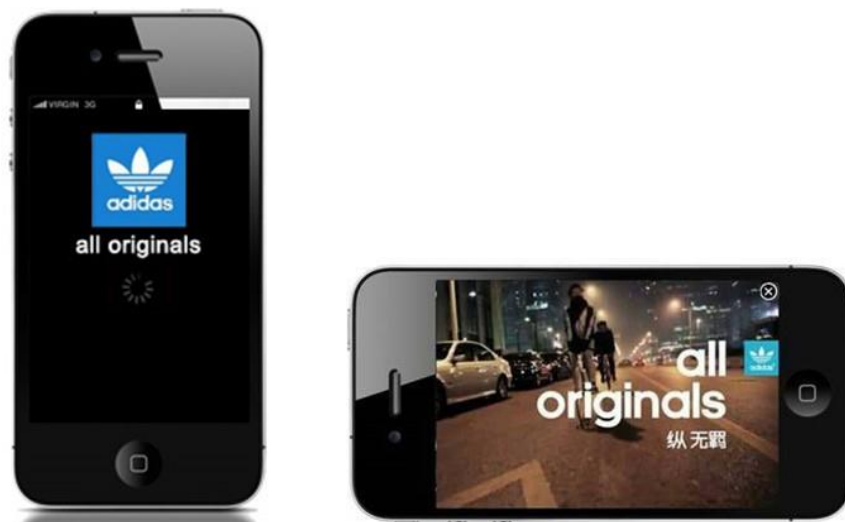 VIRGIN 3G
adidas
all originals
all
originals
adidas
纵 无羁